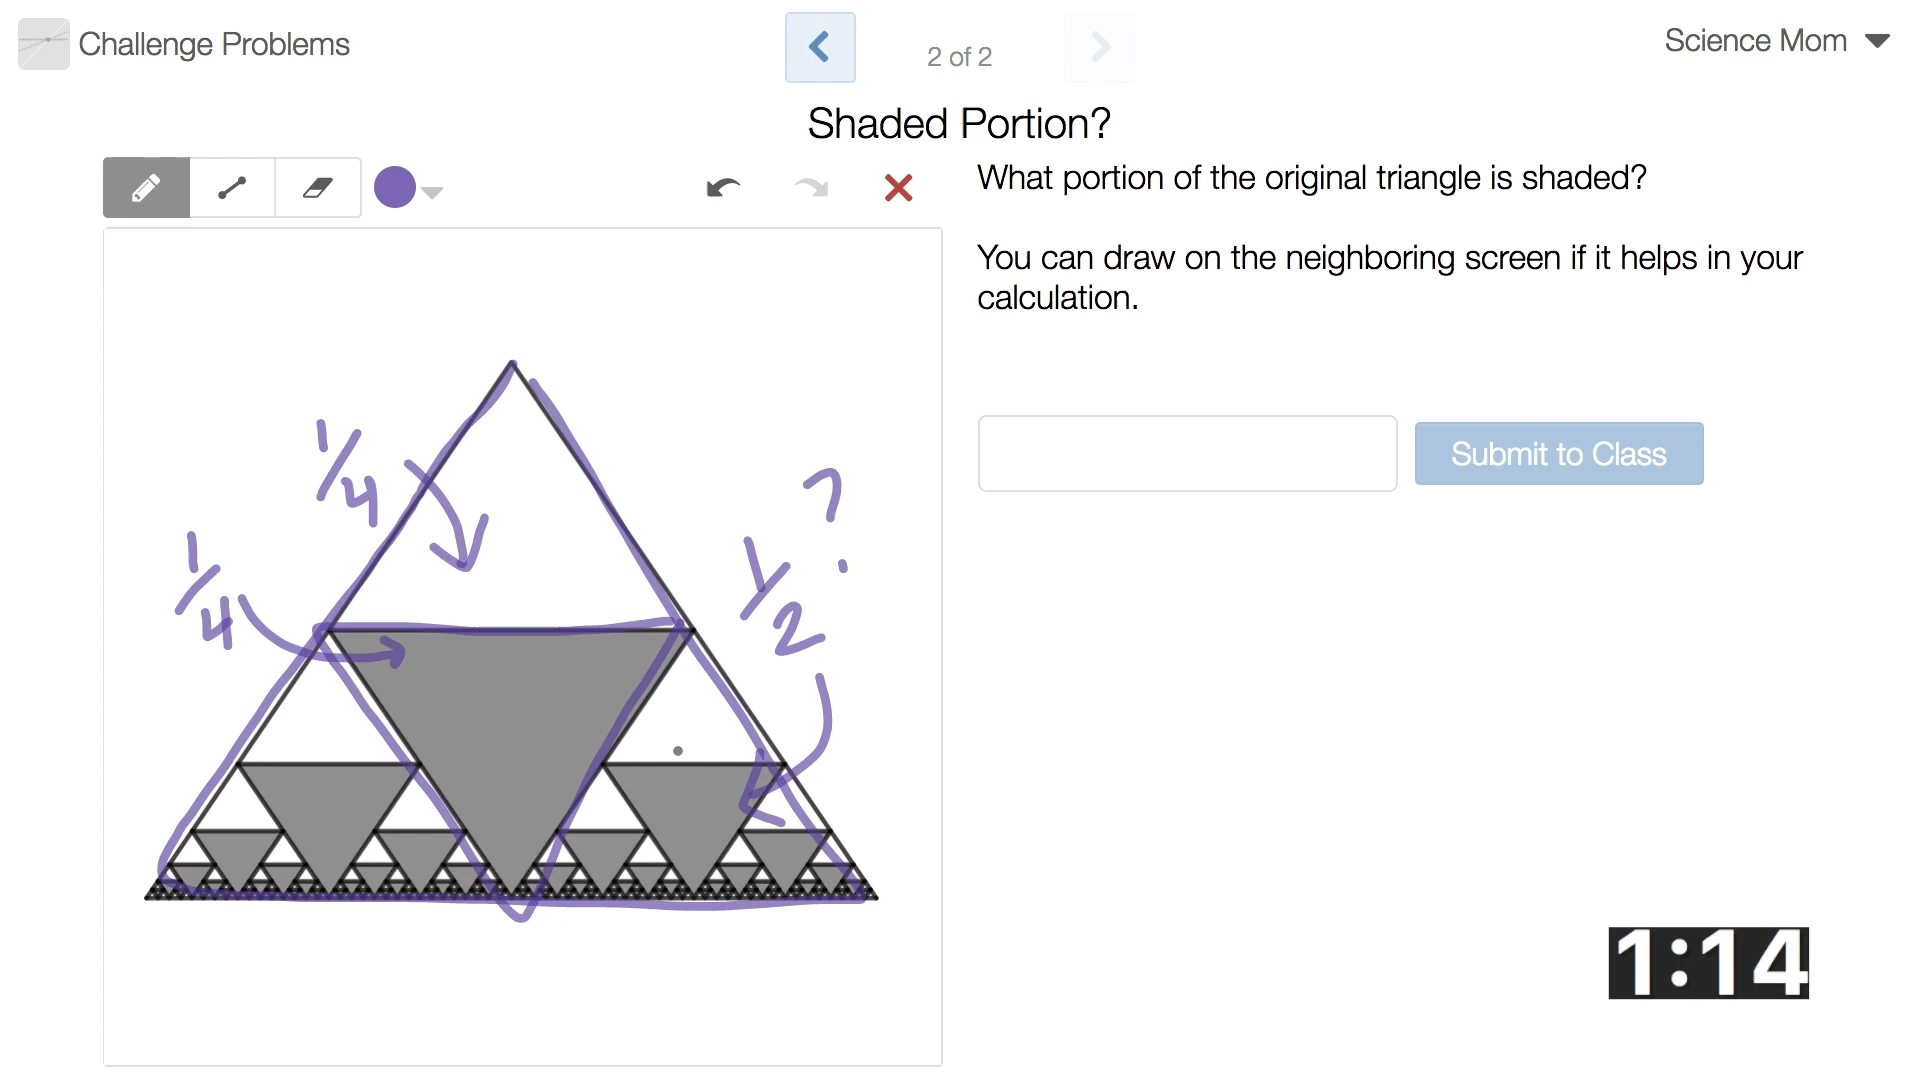 Challenge Problems
2 of 2
Science Mom
Shaded Portion?
What portion of the original triangle is shaded?
You can draw on the neighboring screen if it helps in your
calculation.
Submit to Class
1/4
1/4
1/2 ?
1:14